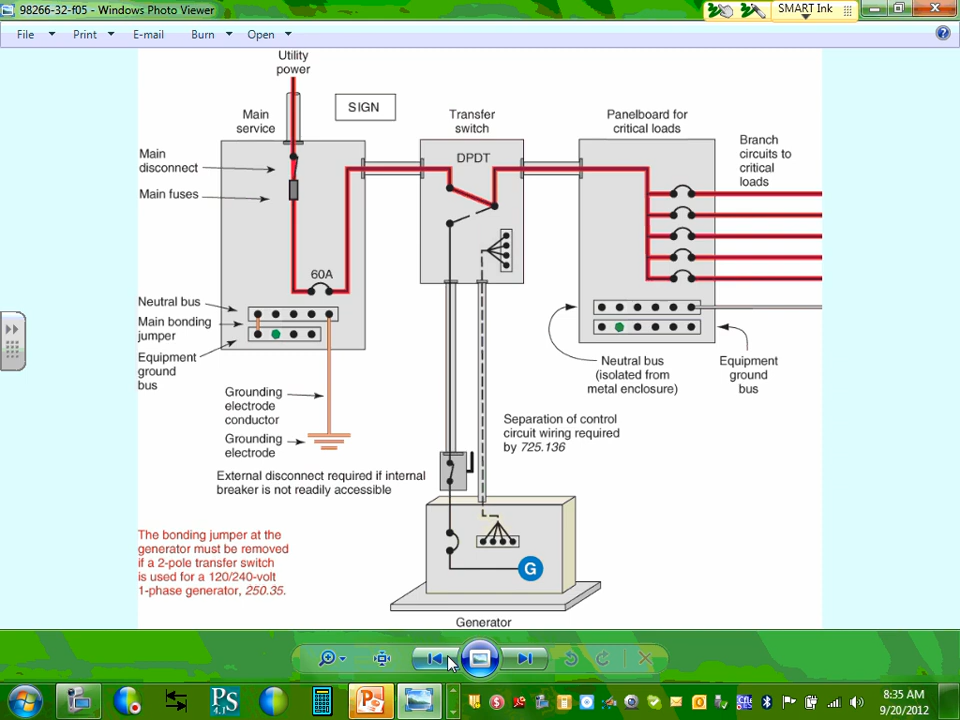 98266-32-f05 - Windows Photo Viewer
SMART Ink
File
Print
E-mail
Burn
Open
Utility
power
Main
service
SIGN
Transfer
switch
Panelboard for
critical loads
Main
disconnect
DPDT
Branch
circuits to
critical
loads
Main fuses
60A
Neutral bus
Main bonding
jumper
Equipment
ground
bus
Neutral bus
(isolated from
metal enclosure)
Equipment
ground
bus
Grounding
electrode
conductor
Grounding
electrode
Separation of control
circuit wiring required
by 725.136
External disconnect required if internal
breaker is not readily accessible
The bonding jumper at the
generator must be removed
if a 2-pole transfer switch
is used for a 120/240-volt
1-phase generator, 250.35.
G
Generator
PS
4.1
8:35 AM
9/20/2012